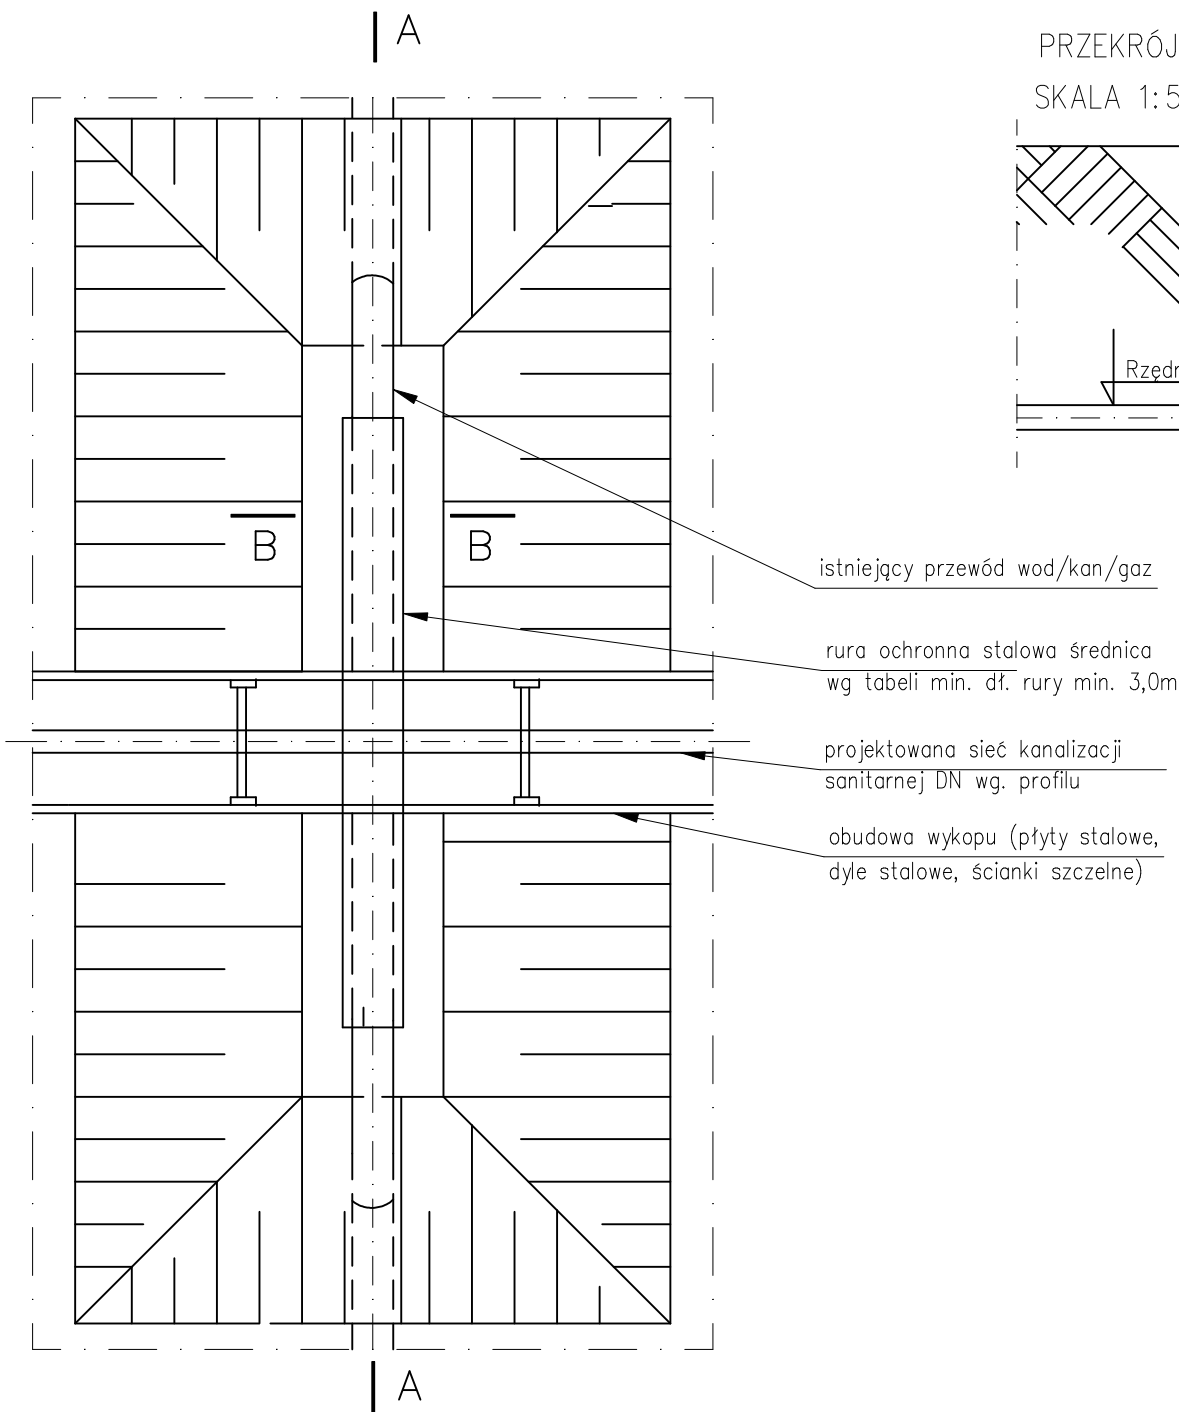 A
PRZEKRÓJ
SKALA 1:5
Rzędn
B B
istniejący przewód wod/kan/gaz
rura ochronna stalowa średnica
wg tabeli min. dł. rury min. 3,0m
projektowana sieć kanalizacji
sanitarnej DN wg. profilu
obudowa wykopu (płyty stalowe,
dyle stalowe, ścianki szczelne)
A